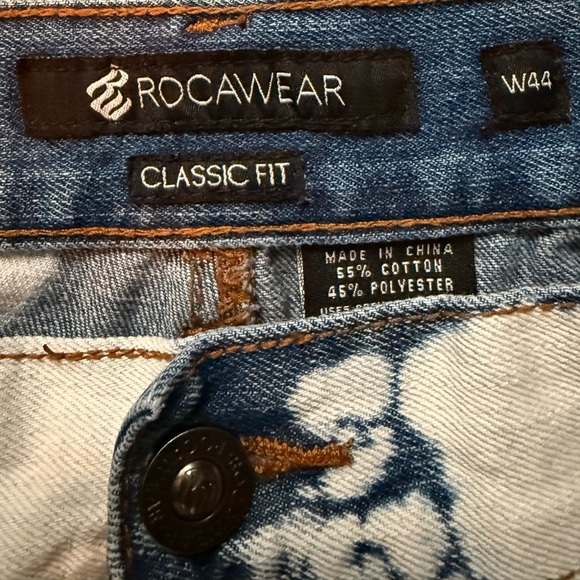 ROCAWEAR
W44
CLASSIC FIT
MADE IN CHINA
55% COTTON
45% POLYESTER